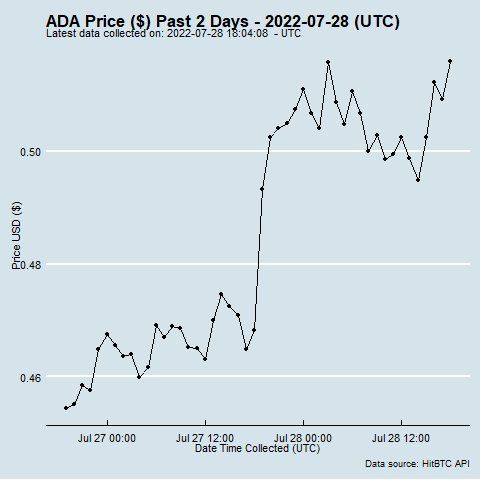 ADA Price ($) Past 2 Days - 2022-07-28 (UTC)
Latest data collected on: 2022-07-28 18:04:08  - UTC
0.50
0.48
0.46
Price USD ($)
Jul 27 00:00 Jul 27 12:00 Jul 28 00:00 Jul 28 12:00
Date Time Collected (UTC)
Data source: HitBTC API